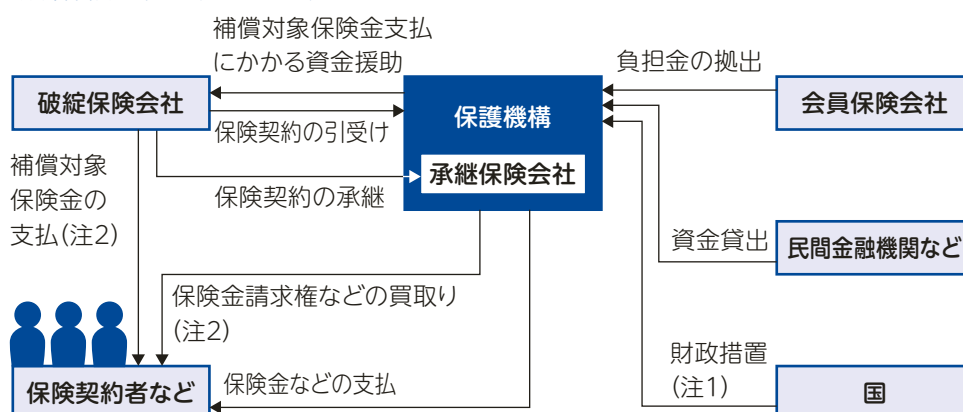 補償対象保険金支払
にかかる資金援助
負担金の拠出
破綻保険会社
保護機構
会員保険会社
保険契約の引受け
補償対象
保険金の
支払(注2)
承継保険会社
保険契約の承継
資金貸出
民間金融機関など
保険金請求権などの買取り
(注2)
財政措置
(注1)
保険契約者など
保険金などの支払
国